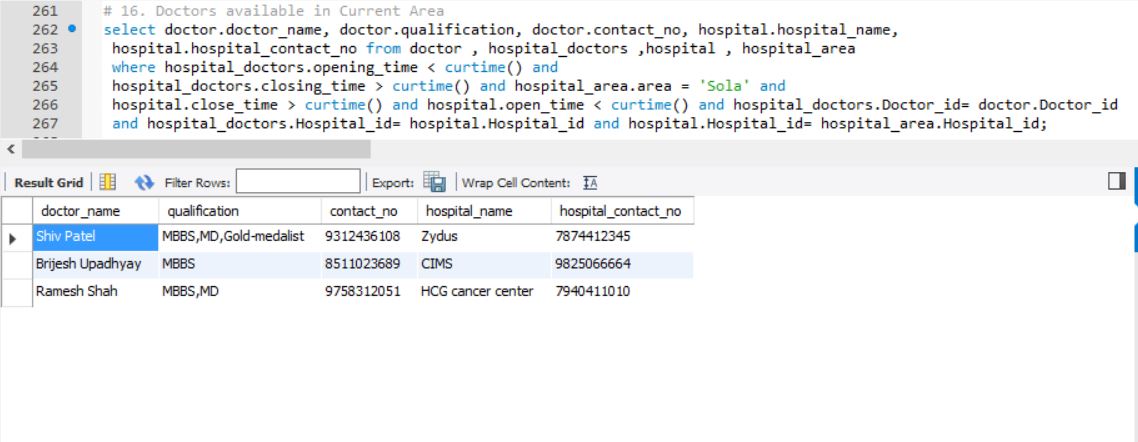 261 # 16. Doctors available in Current Area
262 select doctor.doctor_name, doctor.qualification, doctor.contact_no, hospital.hospital_name,
263 hospital.hospital_contact_no from doctor , hospital_doctors ,hospital , hospital_area
264 where hospital_doctors.opening_time < curtime() and
265 hospital_doctors.closing_time > curtime() and hospital_area.area = 'Sola' and
266 hospital.close_time > curtime() and hospital.open_time < curtime() and hospital_doctors.Doctor_id= doctor.Doctor_id
267 and hospital_doctors.Hospital_id= hospital.Hospital_id and hospital.Hospital_id= hospital_area.Hospital_id;
Result Grid Filter Rows: Export: Wrap Cell Content: IA
doctor_name qualification contact_no hospital_name hospital_contact_no
Shiv Patel MBBS,MD,Gold-medalist 9312436108 Zydus 7874412345
Brijesh Upadhyay MBBS 8511023689 CIMS 9825066664
Ramesh Shah MBBS,MD 9758312051 HCG cancer center 7940411010